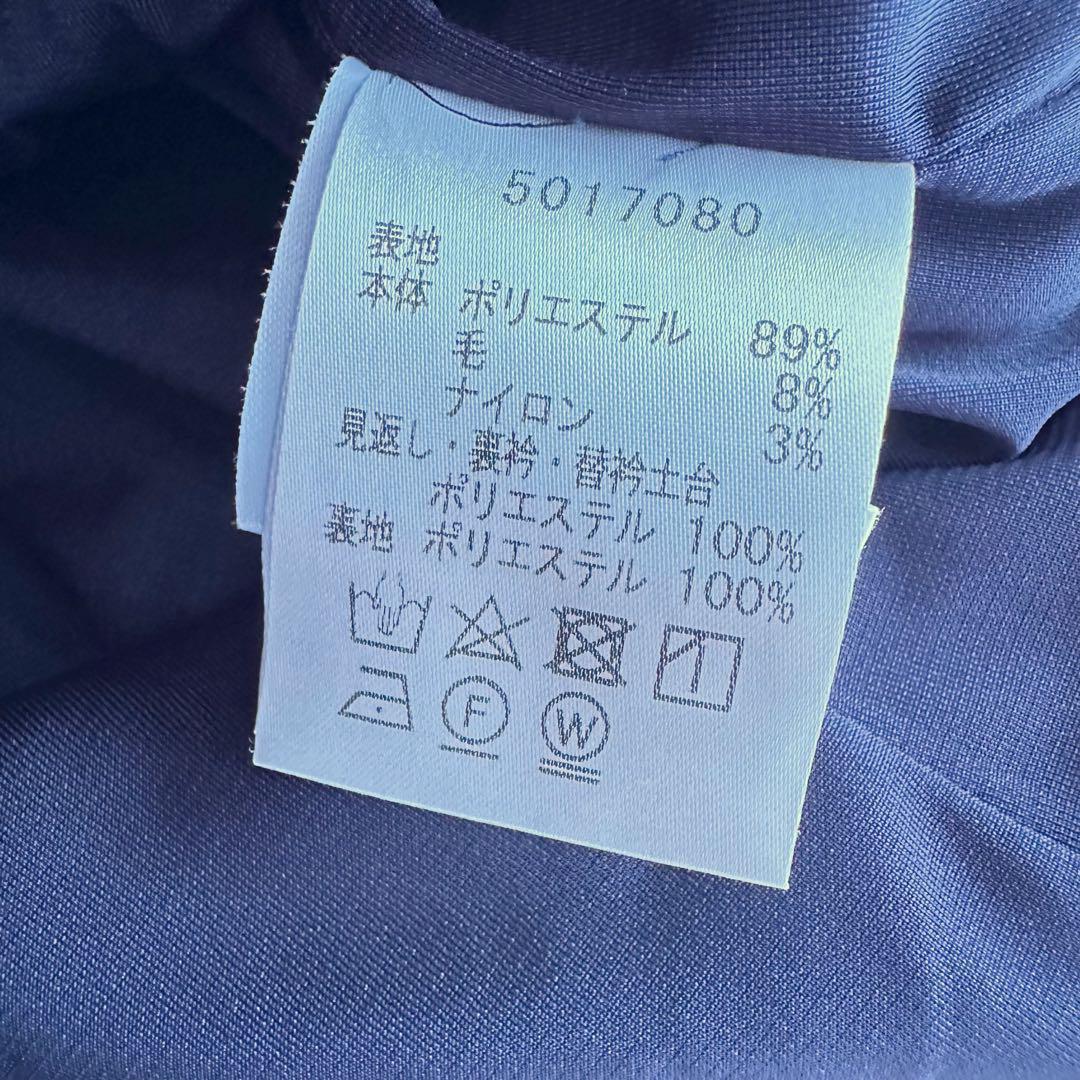 5017080
表地
本体 ポリエステル 89%
毛 8%
ナイロン 3%
見返し・裏衿・替衿土台
ポリエステル 100%
表地 ポリエステル 100%
F W